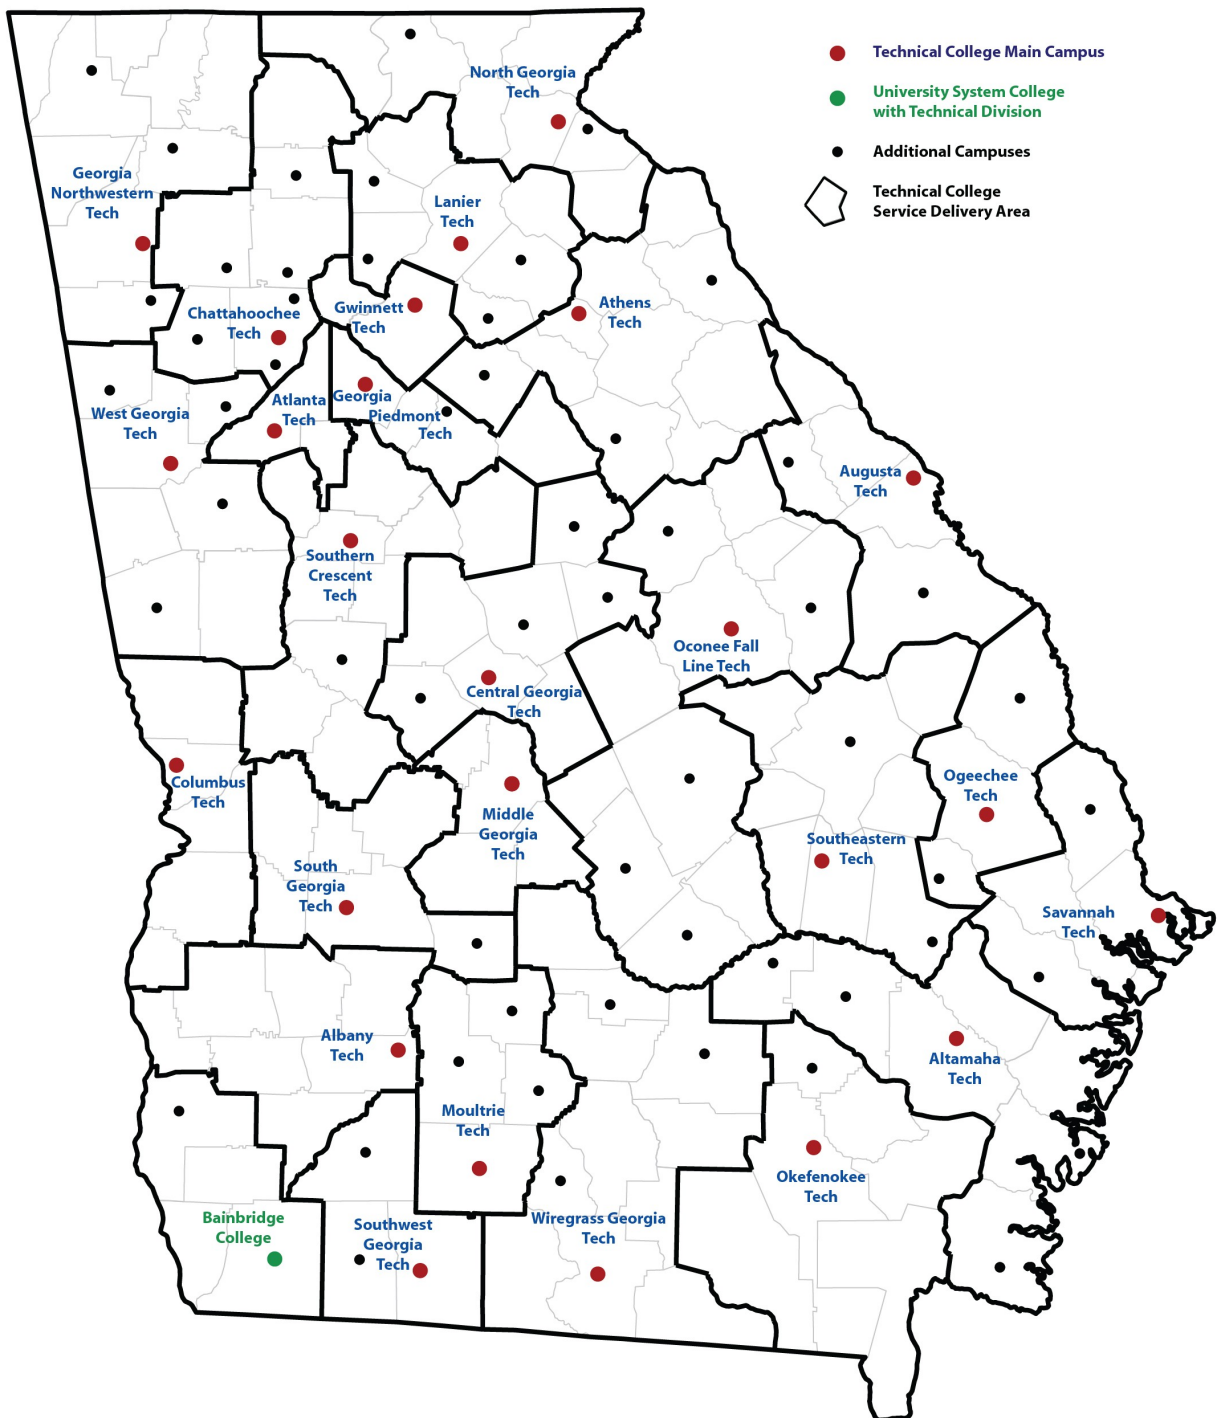 Technical College Main Campus
University System College
with Technical Division
Additional Campuses
Technical College
Service Delivery Area
North Georgia
Tech
Georgia
Northwestern
Tech
Lanier
Tech
Athens
Tech
Gwinnett
Tech
Chattahoochee
Tech
Georgia
Piedmont
Tech
Atlanta
Tech
West Georgia
Tech
Augusta
Tech
Southern
Crescent
Tech
Oconee Fall
Line Tech
Central Georgia
Tech
Columbus
Tech
Ogeechee
Tech
Middle
Georgia
Tech
Southeastern
Tech
South
Georgia
Tech
Savannah
Tech
Albany
Tech
Altamaha
Tech
Moultrie
Tech
Okefenokee
Tech
Bainbridge
College
Southwest
Georgia
Tech
Wiregrass Georgia
Tech